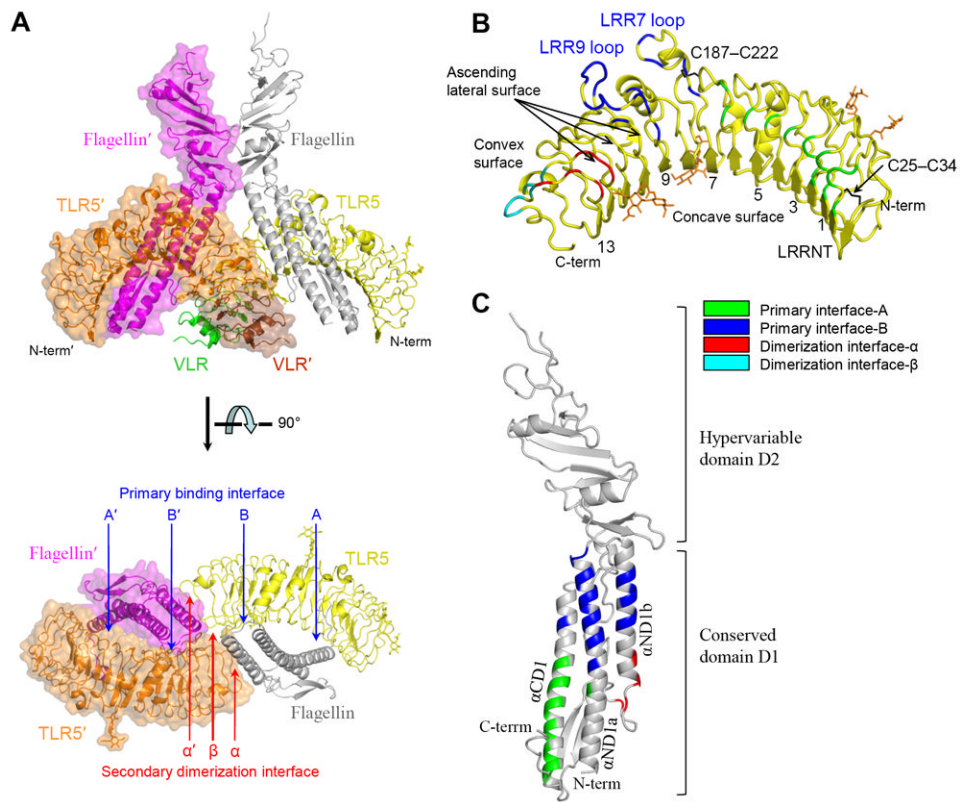 A
Flagellin′
Flagellin
TLR5′
TLR5
N-term′
VLR
VLR′
N-term
90°
Primary binding interface
A′
B′
B
A
Flagellin′
TLR5
TLR5′
Flagellin
α′
β
α
Secondary dimerization interface
B
LRR7 loop
LRR9 loop
C187–C222
Ascending
lateral surface
Convex
surface
C25–C34
9
7
5
3
1
N-term
Concave surface
13
C-term
LRRNT
C
Primary interface-A
Primary interface-B
Dimerization interface-α
Dimerization interface-β
Hypervariable
domain D2
Conserved
domain D1
αND1b
αCD1
αND1a
C-terrm
N-term